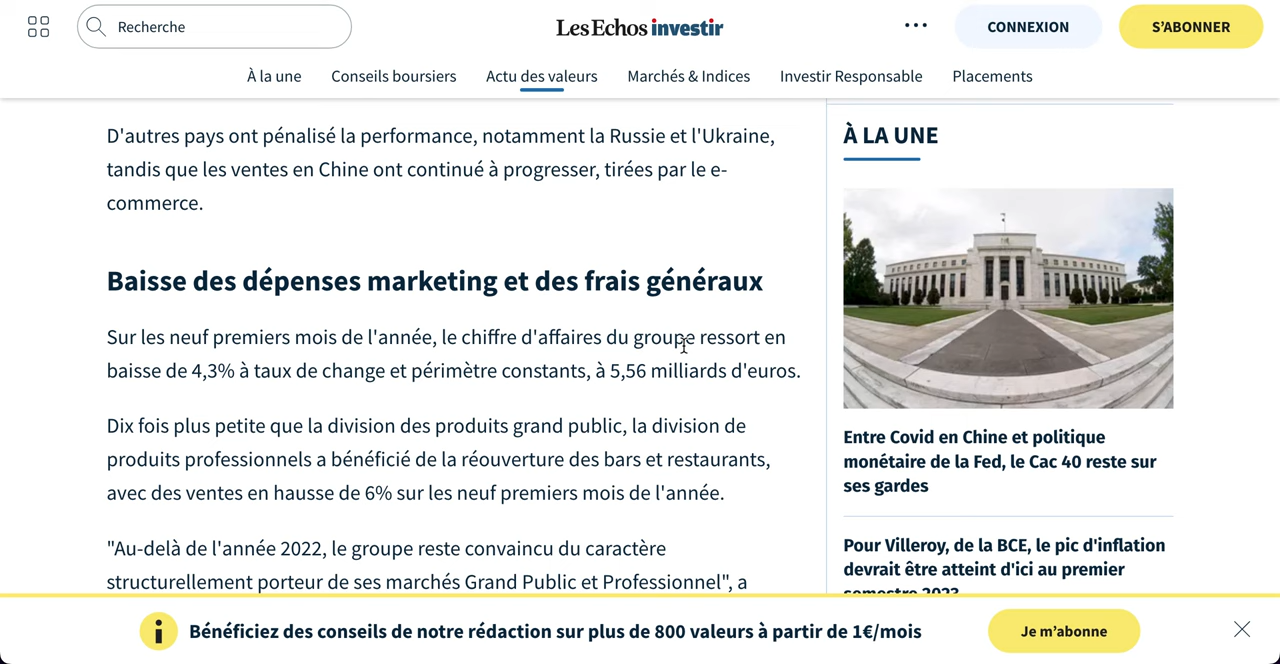 Recherche
Les Echos investir
CONNEXION
S'ABONNER
À la une
Conseils boursiers
Actu des valeurs
Marchés & Indices
Investir Responsable
Placements
D'autres pays ont pénalisé la performance, notamment la Russie et l'Ukraine,
tandis que les ventes en Chine ont continué à progresser, tirées par le e-
commerce.
Baisse des dépenses marketing et des frais généraux
Sur les neuf premiers mois de l'année, le chiffre d'affaires du groupe ressort en
baisse de 4,3% à taux de change et périmètre constants, à 5,56 milliards d'euros.
Dix fois plus petite que la division des produits grand public, la division de
produits professionnels a bénéficié de la réouverture des bars et restaurants,
avec des ventes en hausse de 6% sur les neuf premiers mois de l'année.
"Au-delà de l'année 2022, le groupe reste convaincu du caractère
structurellement porteur de ses marchés Grand Public et Professionnel", a
À LA UNE
Entre Covid en Chine et politique
monétaire de la Fed, le Cac 40 reste sur
ses gardes
Pour Villeroy, de la BCE, le pic d'inflation
devrait être atteint d'ici au premier
semestre 2023
Bénéficiez des conseils de notre rédaction sur plus de 800 valeurs à partir de 1€/mois
Je m'abonne